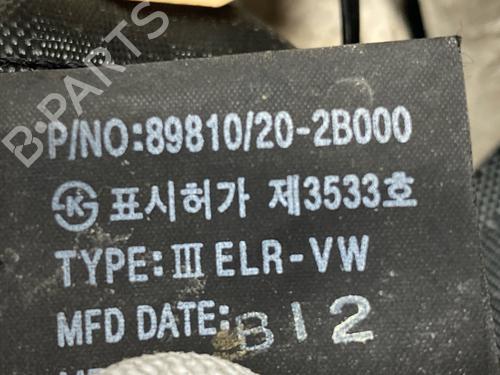 B-PARTS
P/NO:89810/20-2B000
K 표시허가 제3533호
TYPE: III ELR-VW
MFD DATE: B12